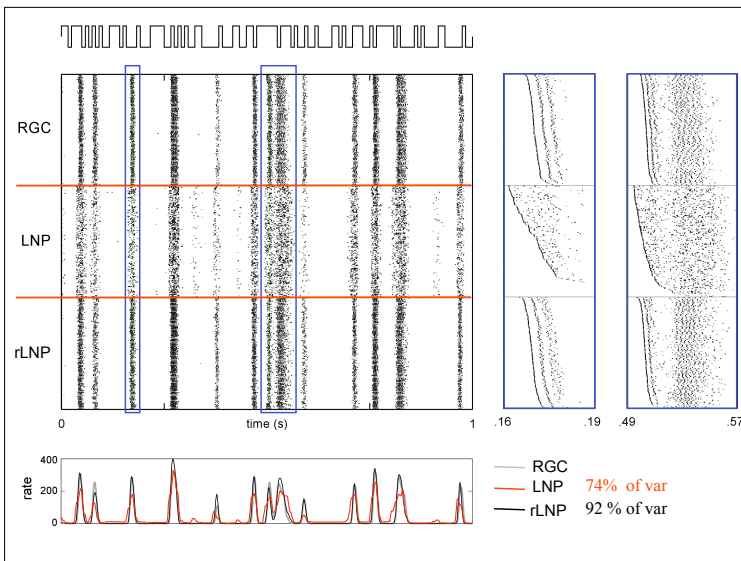 RGC
LNP
rLNP
0 time (s) 1
.16 .19 .49 .57
400
200
0
rate
RGC
LNP 74% of var
rLNP 92 % of var